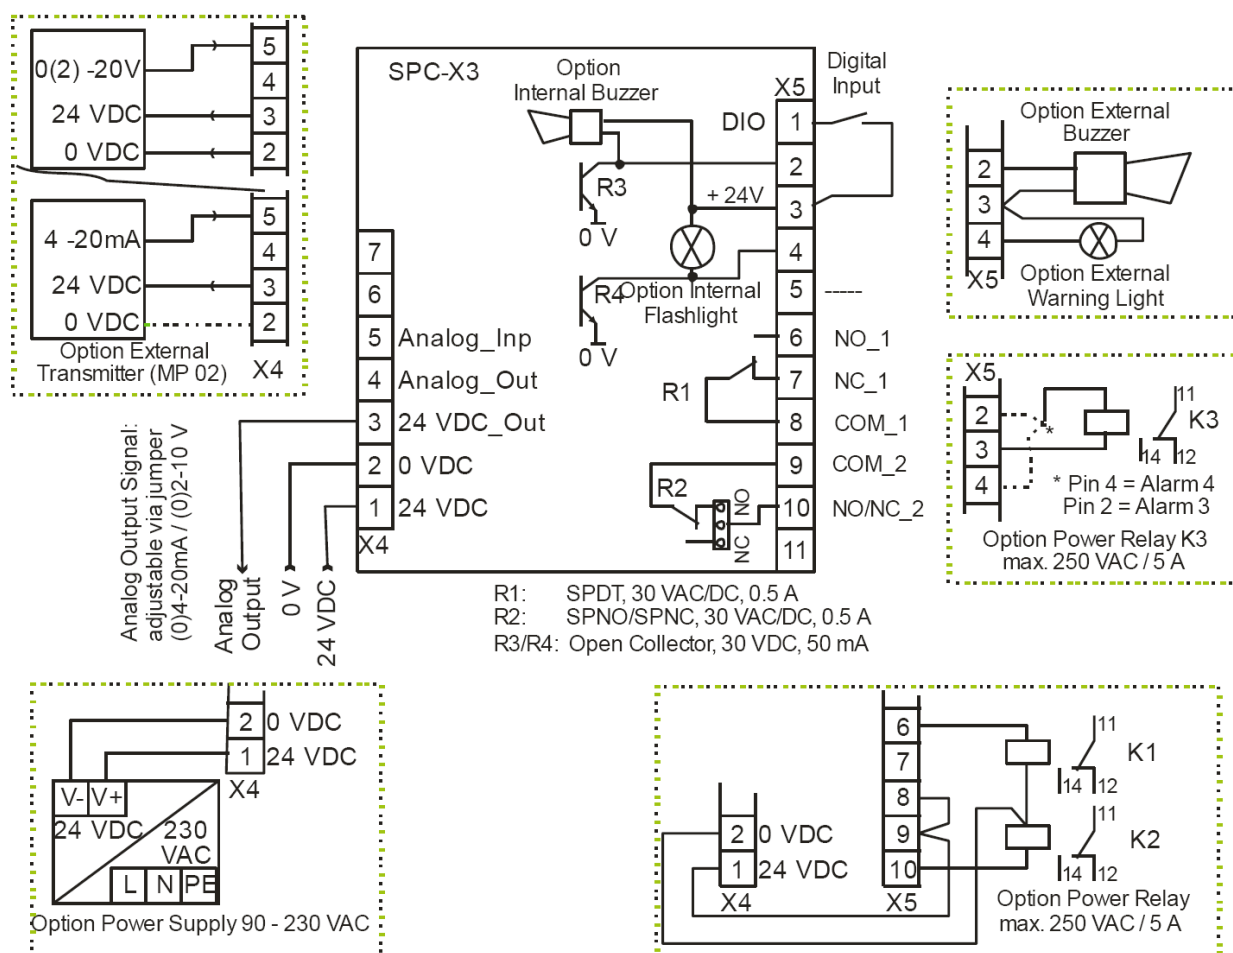 0(2) -20V
24 VDC
0 VDC
5
4
3
2
4 -20mA
24 VDC
0 VDC
5
4
3
2
Option External
Transmitter (MP 02)
X4
SPC-X3
Option
Internal Buzzer
X5
Digital
Input
DIO
1
2
3
4
5
6
7
8
9
10
11
R3
+ 24V
0 V
R4
Option Internal
Flashlight
0 V
-----
NO_1
NC_1
COM_1
COM_2
NO/NC_2
R1
R2
NO
NC
7
6
5 Analog_Inp
4 Analog_Out
3 24 VDC_Out
2 0 VDC
1 24 VDC
X4
Analog Output Signal:
adjustable via jumper
(0)4-20mA / (0)2-10 V
Analog
Output
0 V
24 VDC
R1: SPDT, 30 VAC/DC, 0.5 A
R2: SPNO/SPNC, 30 VAC/DC, 0.5 A
R3/R4: Open Collector, 30 VDC, 50 mA
Option External
Buzzer
2
3
4
X5
Option External
Warning Light
X5
2
3
4
*
11
K3
14
12
* Pin 4 = Alarm 4
Pin 2 = Alarm 3
Option Power Relay K3
max. 250 VAC / 5 A
2 0 VDC
1 24 VDC
X4
V- V+
24 VDC
230
VAC
L N PE
Option Power Supply 90 - 230 VAC
2 0 VDC
1 24 VDC
X4
6
7
8
9
10
X5
11
K1
14
12
11
K2
14
12
Option Power Relay
max. 250 VAC / 5 A